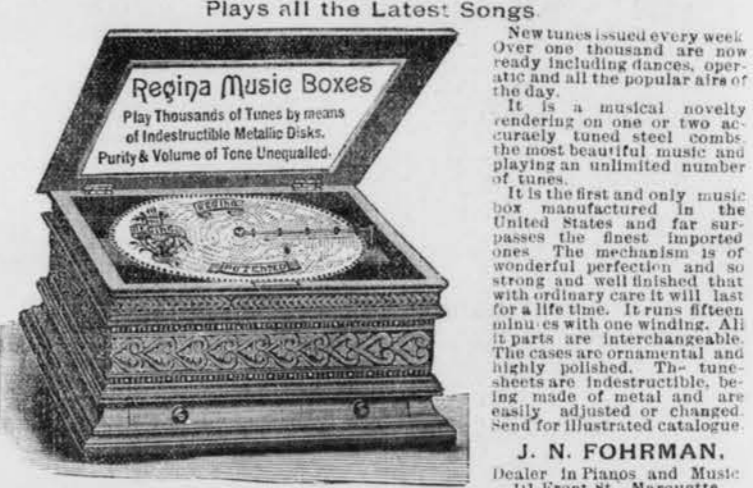 Plays all the Latest Songs
Regina Music Boxes
Play Thousands of Tunes by means
of Indestructible Metallic Disks.
Purity & Volume of Tone Unequalled.
Regina
PATENTED
New tunes issued every week
Over one thousand are now
ready including dances, oper-
atic and all the popular airs of
the day.
It is a musical novelty
rendering on one or two ac-
curaely tuned steel combs.
the most beautiful music and
playing an unlimited number
of tunes.
It is the first and only music
box manufactured in the
United States and far sur-
passes the finest imported
ones The mechanism is of
wonderful perfection and so
strong and well finished that
with ordinary care it will last
for a life time. It runs fifteen
minu es with one winding. All
it parts are interchangeable.
The cases are ornamental and
highly polished. The tune-
sheets are indestructible, be-
ing made of metal and are
easily adjusted or changed.
Send for illustrated catalogue
J. N. FOHRMAN,
Dealer in Pianos and Music
Front St. Marquette